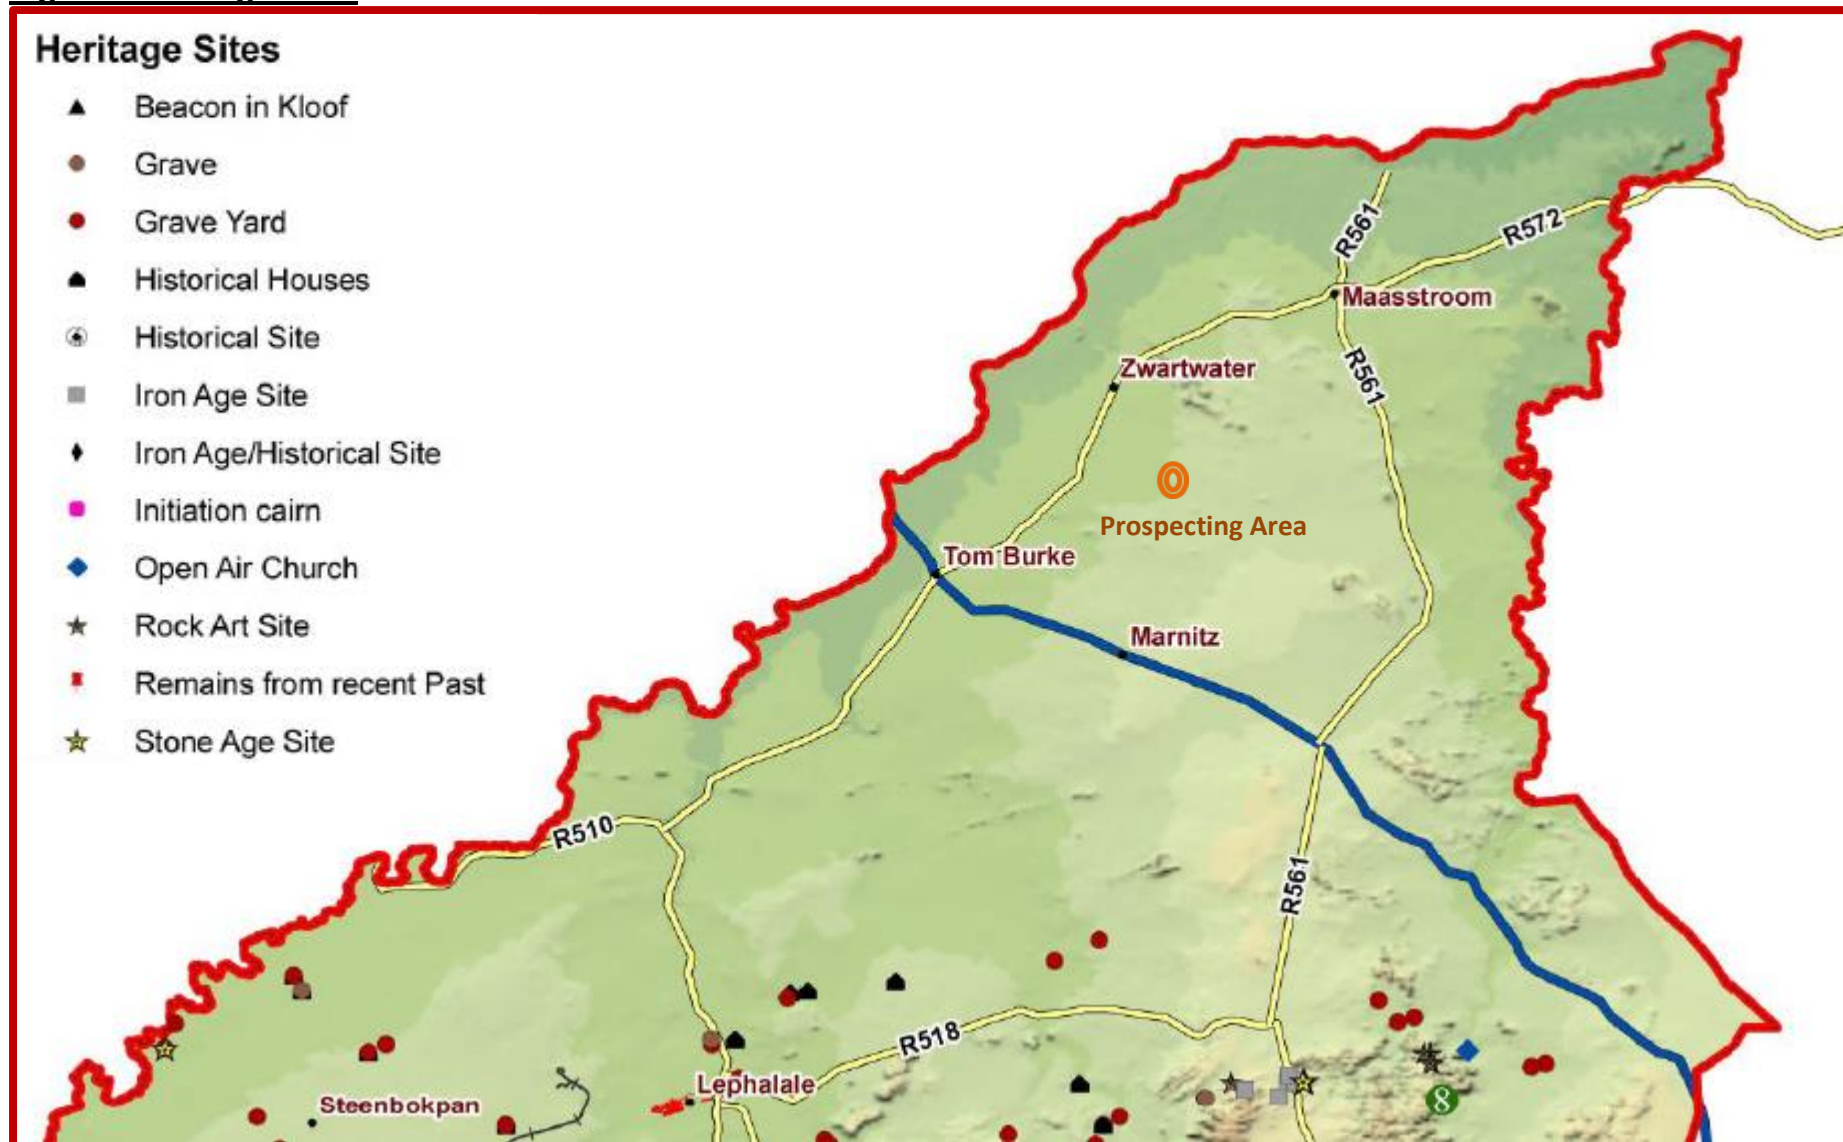 Heritage Sites
Beacon in Kloof
Grave
Grave Yard
Historical Houses
Historical Site
Iron Age Site
Iron Age/Historical Site
Initiation cairn
Open Air Church
Rock Art Site
Remains from recent Past
Stone Age Site
R561
R572
Maasstroom
Zwartwater
R561
Prospecting Area
Tom Burke
Marnitz
R510
R561
R518
Lephalale
Steenbokpan
8